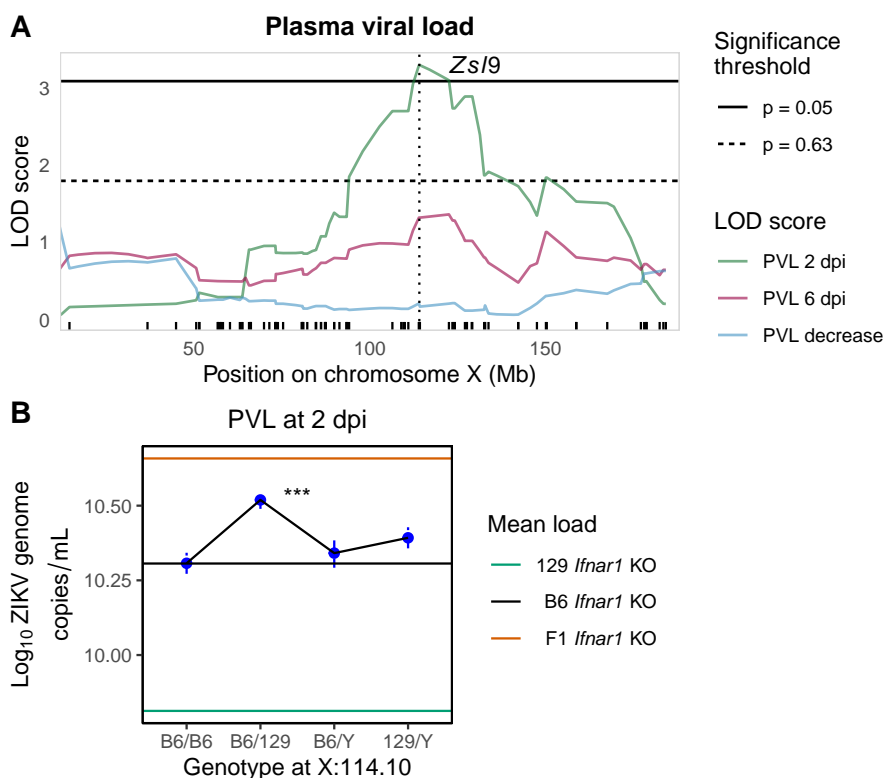 A
Plasma viral load
Zsl9
3
2
1
0
LOD score
50
100
150
Position on chromosome X (Mb)
Significance
threshold
p = 0.05
p = 0.63
LOD score
PVL 2 dpi
PVL 6 dpi
PVL decrease
B
PVL at 2 dpi
***
10.50
10.25
10.00
Log₁₀ ZIKV genome
copies/mL
B6/B6
B6/129
B6/Y
129/Y
Genotype at X:114.10
Mean load
129 Ifnar1 KO
B6 Ifnar1 KO
F1 Ifnar1 KO